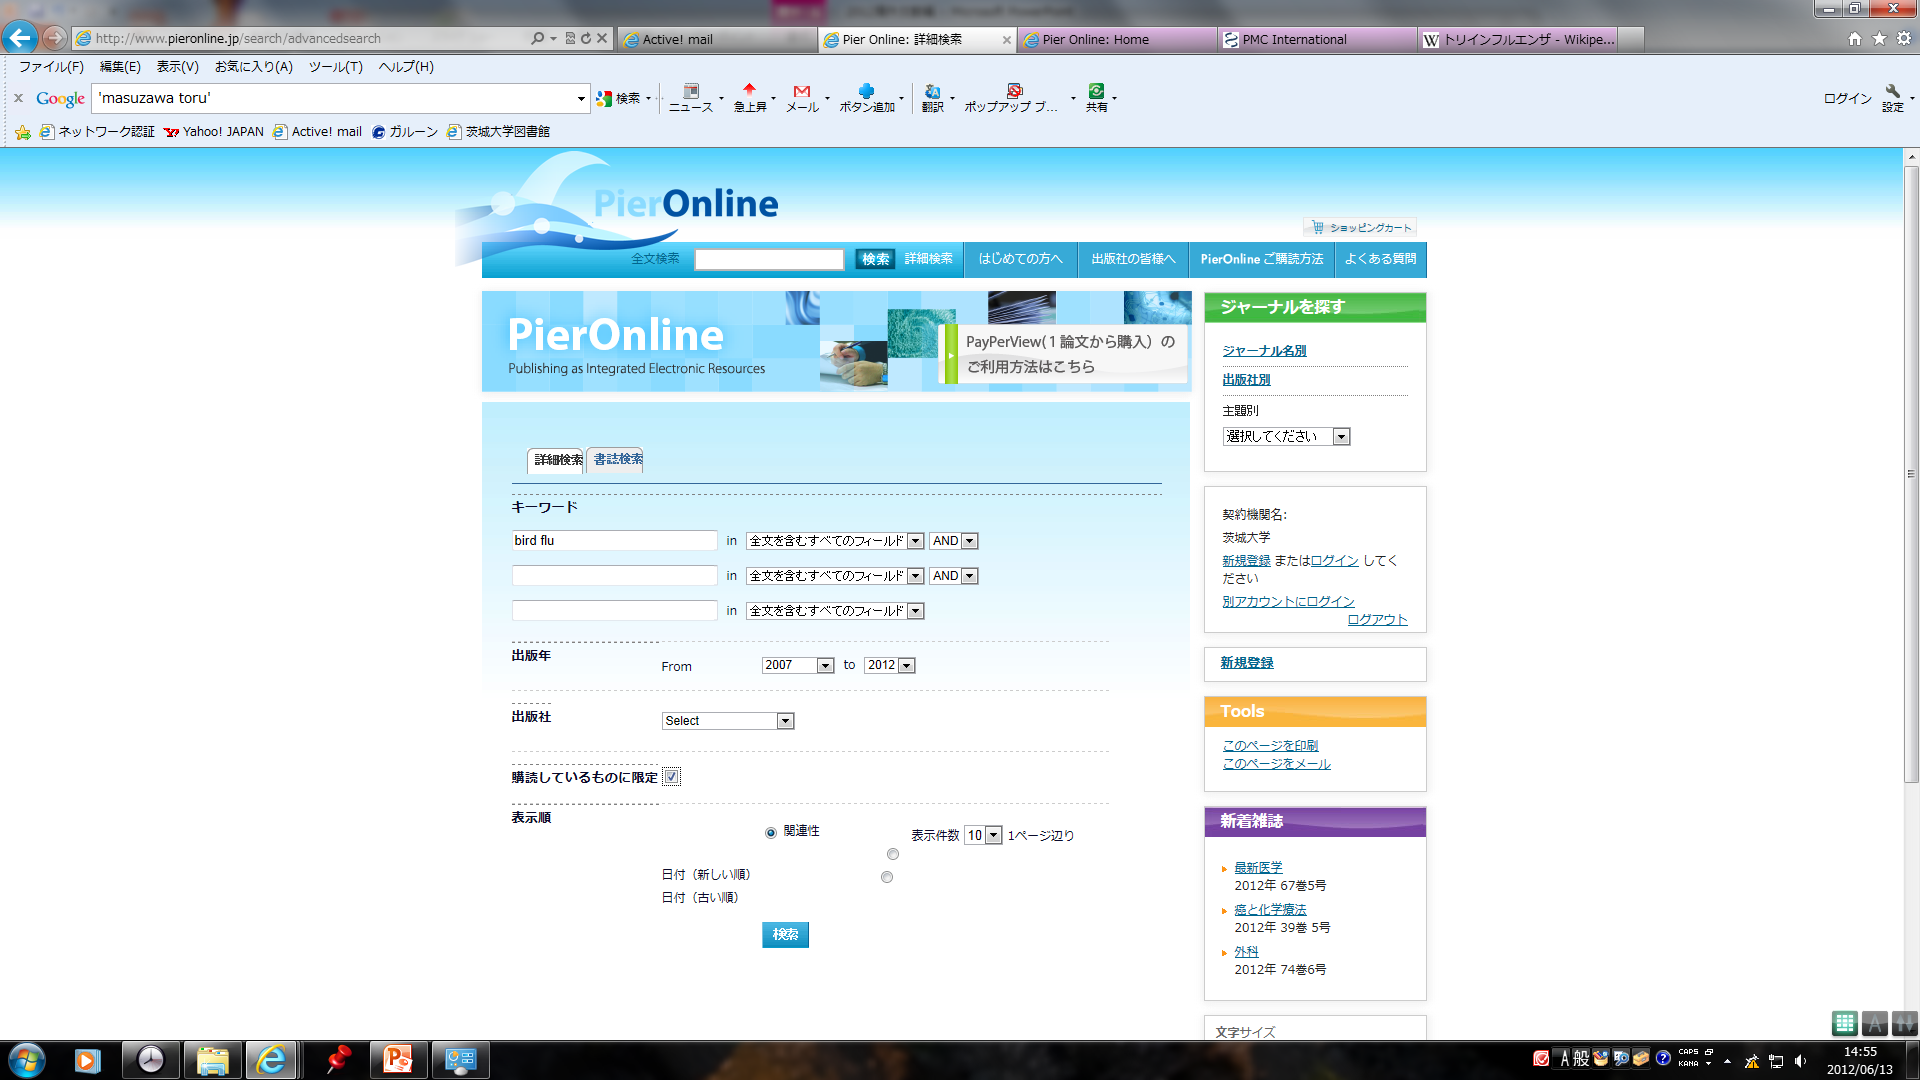 http://www.pieronline.jp/search/advancedsearch
Active! mail
Pier Online: 詳細検索
Pier Online: Home
PMC International
トリインフルエンザ - Wikipe...
ファイル(F) 編集(E) 表示(V) お気に入り(A) ツール(T) ヘルプ(H)
Google 'masuzawa toru' 検索 ニュース 急上昇 メール ボタン追加 翻訳 ポップアップ ブ... 共有 ログイン 設定
ネットワーク認証 Yahoo! JAPAN Active! mail ガルーン 茨城大学図書館
PierOnline
ショッピングカート
全文検索 検索 詳細検索 はじめての方へ 出版社の皆様へ PierOnline ご購読方法 よくある質問
PierOnline
Publishing as Integrated Electronic Resources
PayPerView(１論文から購入）の
ご利用方法はこちら
詳細検索 書誌検索
キーワード
bird flu in 全文を含むすべてのフィールド AND
in 全文を含むすべてのフィールド AND
in 全文を含むすべてのフィールド
出版年 From 2007 to 2012
出版社 Select
購読しているものに限定
表示順
関連性 表示件数 10 1ページ辺り
日付（新しい順）
日付（古い順）
検索
ジャーナルを探す
ジャーナル名別
出版社別
主題別
選択してください
契約機関名:
茨城大学
新規登録 またはログイン してく
ださい
別アカウントにログイン
ログアウト
新規登録
Tools
このページを印刷
このページをメール
新着雑誌
最新医学
2012年 67巻5号
癌と化学療法
2012年 39巻 5号
外科
2012年 74巻6号
文字サイズ
A 般
CAPS
KANA
14:55
2012/06/13